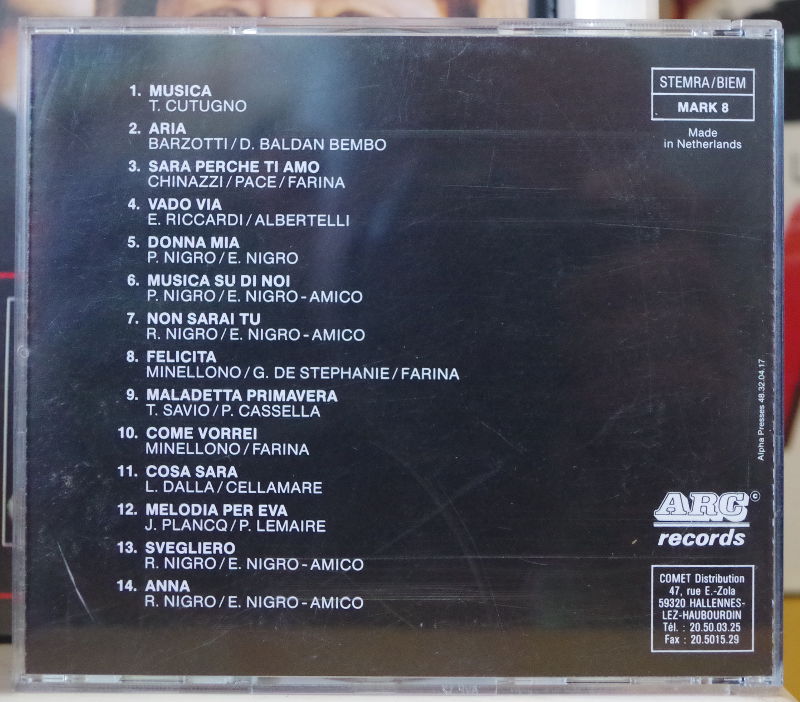 1. MUSICA
T. CUTUGNO
2. ARIA
BARZOTTI/D. BALDAN BEMBO
3. SARA PERCHE TI AMO
CHINAZZI/PACE/FARINA
4. VADO VIA
E. RICCARDI/ALBERTELLI
5. DONNA MIA
P. NIGRO/E. NIGRO
6. MUSICA SU DI NOI
P. NIGRO/E. NIGRO-AMICO
7. NON SARAI TU
R. NIGRO/E. NIGRO-AMICO
8. FELICITA
MINELLONO/G. DE STEPHANIE/FARINA
9. MALADETTA PRIMAVERA
T. SAVIO/P. CASSELLA
10. COME VORREI
MINELLONO/FARINA
11. COSA SARA
L. DALLA/CELLAMARE
12. MELODIA PER EVA
J. PLANCQ/P. LEMAIRE
13. SVEGLIERO
R. NIGRO/E. NIGRO-AMICO
14. ANNA
R. NIGRO/E. NIGRO-AMICO
STEMRA/BIEM
MARK 8
Made
in Netherlands
Alpha Presses 48.32.04.17
ARC ©
records
COMET Distribution
47, rue E.-Zola
59320 HALLENNES-
LEZ-HAUBOURDIN
Tél. : 20.50.03.25
Fax : 20.5015.29